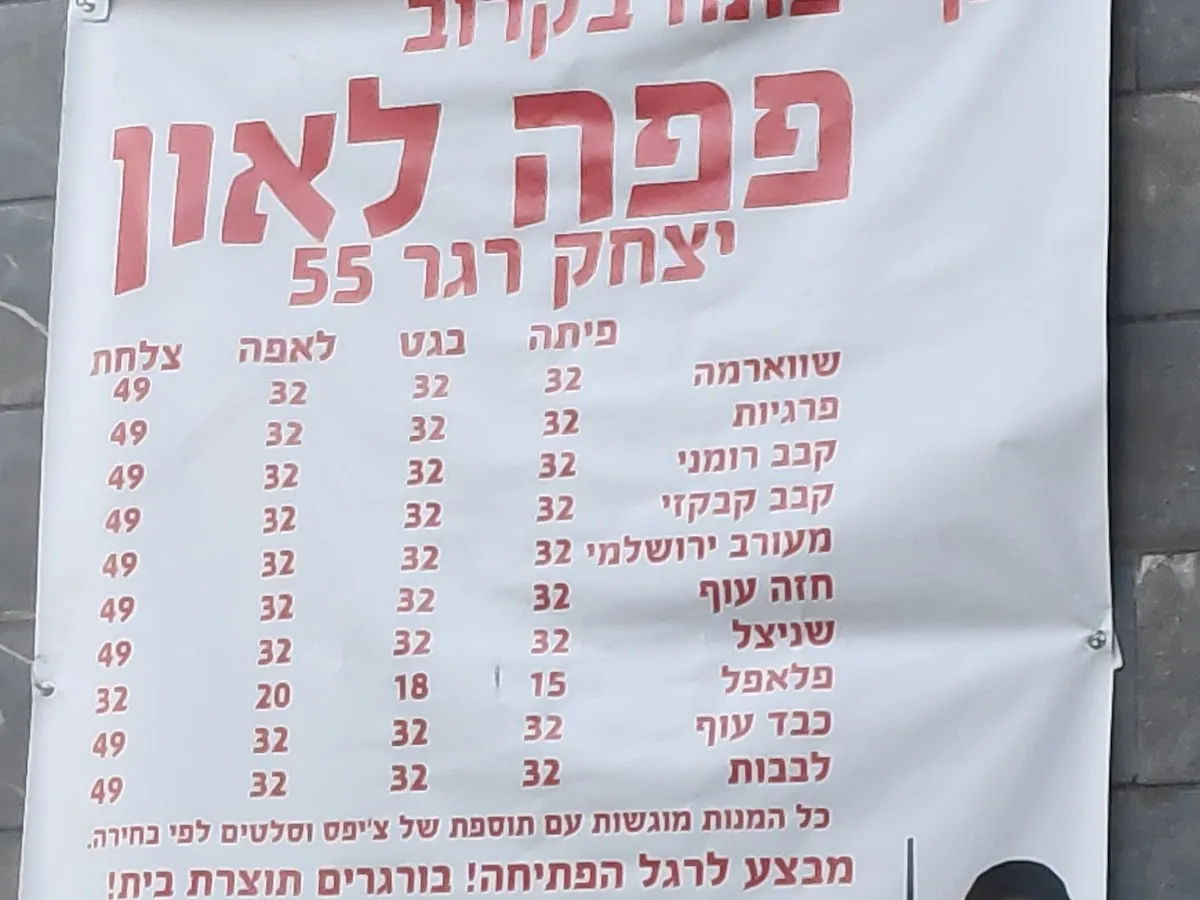 בקרוב
פפה לאון
יצחק רגר 55
פיתה בגט לאפה צלחת
שווארמה 32 32 32 49
פרגיות 32 32 32 49
קבב רומני 32 32 32 49
קבב קבקזי 32 32 32 49
מעורב ירושלמי 32 32 32 49
חזה עוף 32 32 32 49
שניצל 32 32 32 49
פלאפל 15 18 20 32
כבד עוף 32 32 32 49
לבבות 32 32 32 49
כל המנות מוגשות עם תוספת של צ'יפס וסלטים לפי בחירה.
מבצע לרגל הפתיחה! בורגרים תוצרת בית!